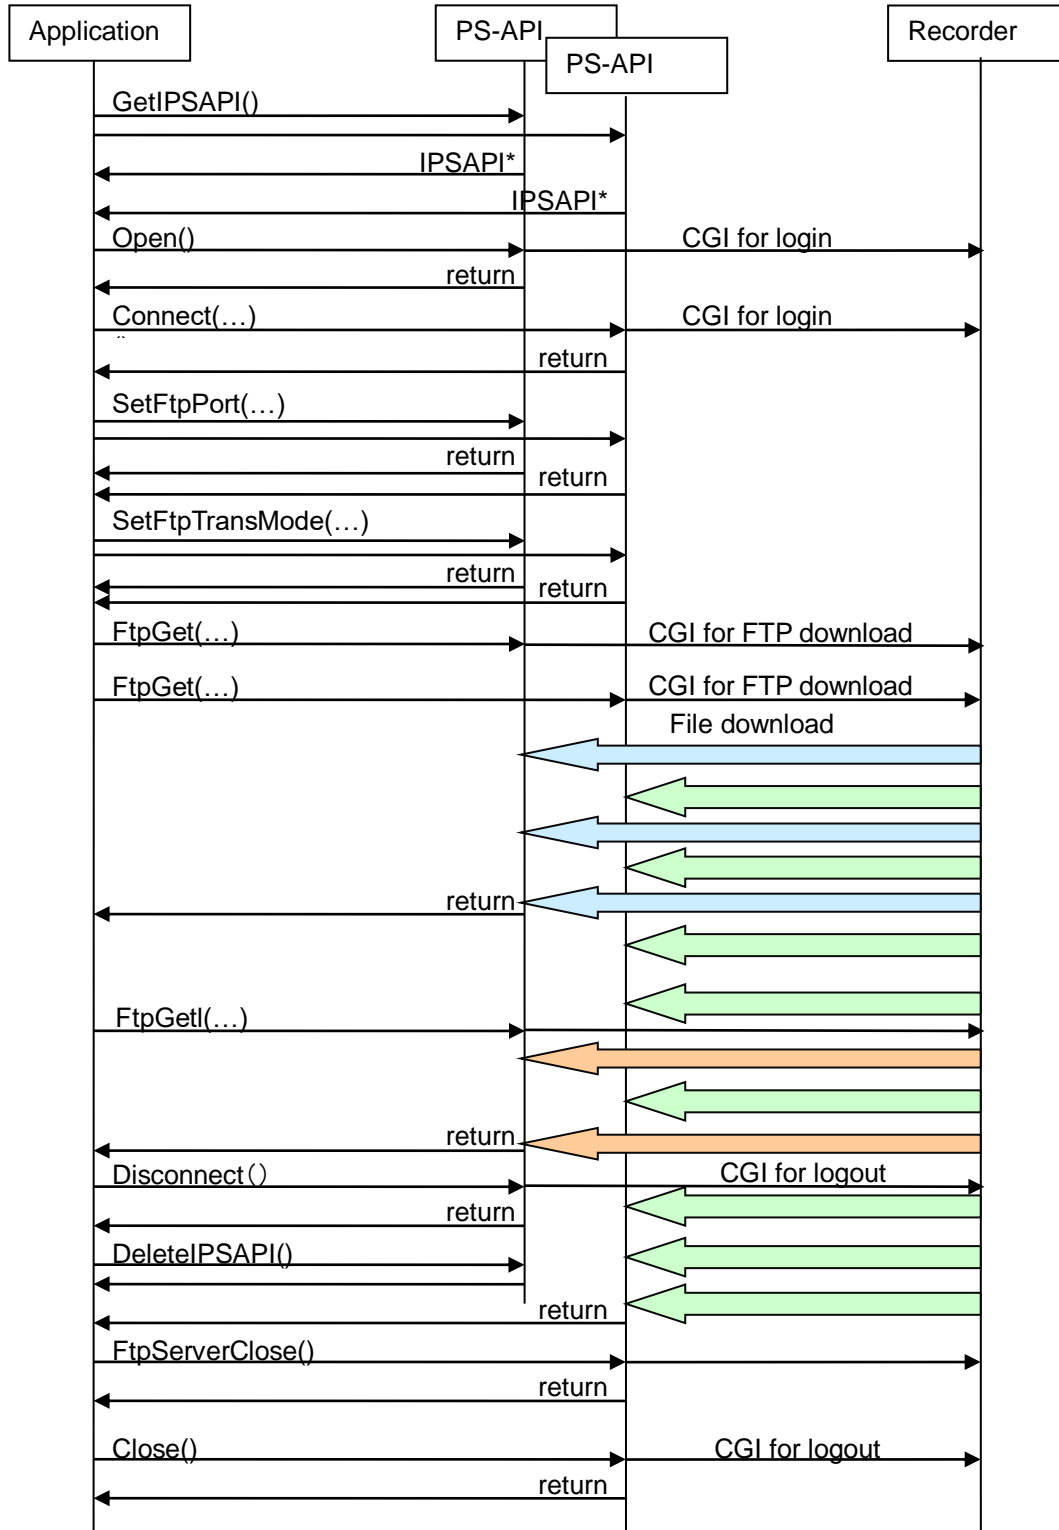 Application
PS-API
PS-API
Recorder
GetIPSAPI()
IPSAPI*
IPSAPI*
Open()
CGI for login
return
Connect(…)
CGI for login
return
SetFtpPort(…)
return
return
SetFtpTransMode(…)
return
return
FtpGet(…)
CGI for FTP download
FtpGet(…)
CGI for FTP download
File download
return
FtpGetl(…)
return
Disconnect（）
CGI for logout
return
DeleteIPSAPI()
return
FtpServerClose()
return
Close()
CGI for logout
return